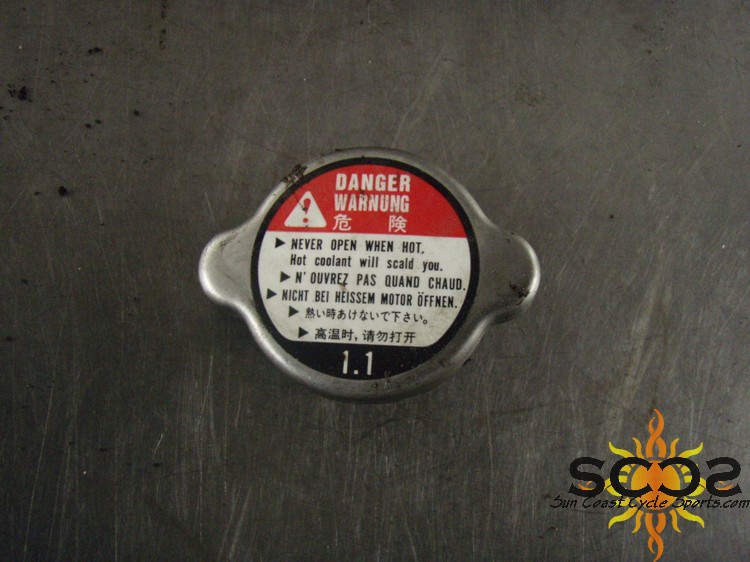 DANGER
WARNUNG
危 険
▶ NEVER OPEN WHEN HOT.
Hot coolant will scald you.
▶ N'OUVREZ PAS QUAND CHAUD.
▶ NICHT BEI HEISSEM MOTOR ÖFFNEN.
▶ 熱い時あけないで下さい。
▶ 高温时,请勿打开
1.1
SCCS
Sun Coast Cycle Sports.com